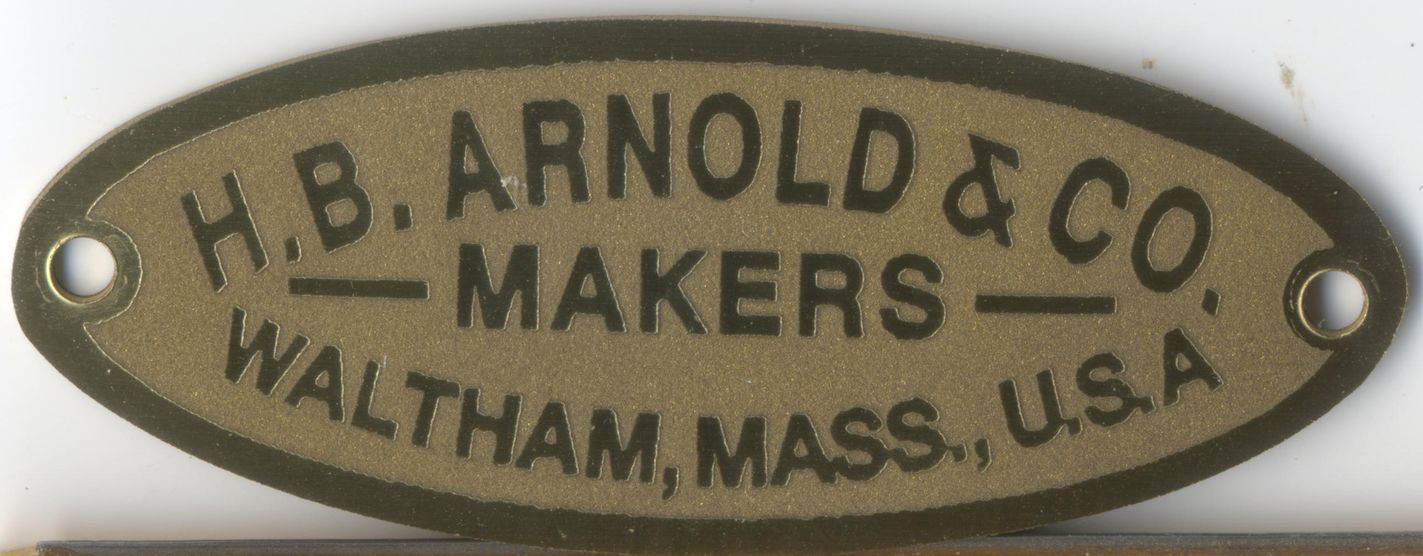 H.B. ARNOLD & CO.
— MAKERS —
WALTHAM, MASS., U.S.A.